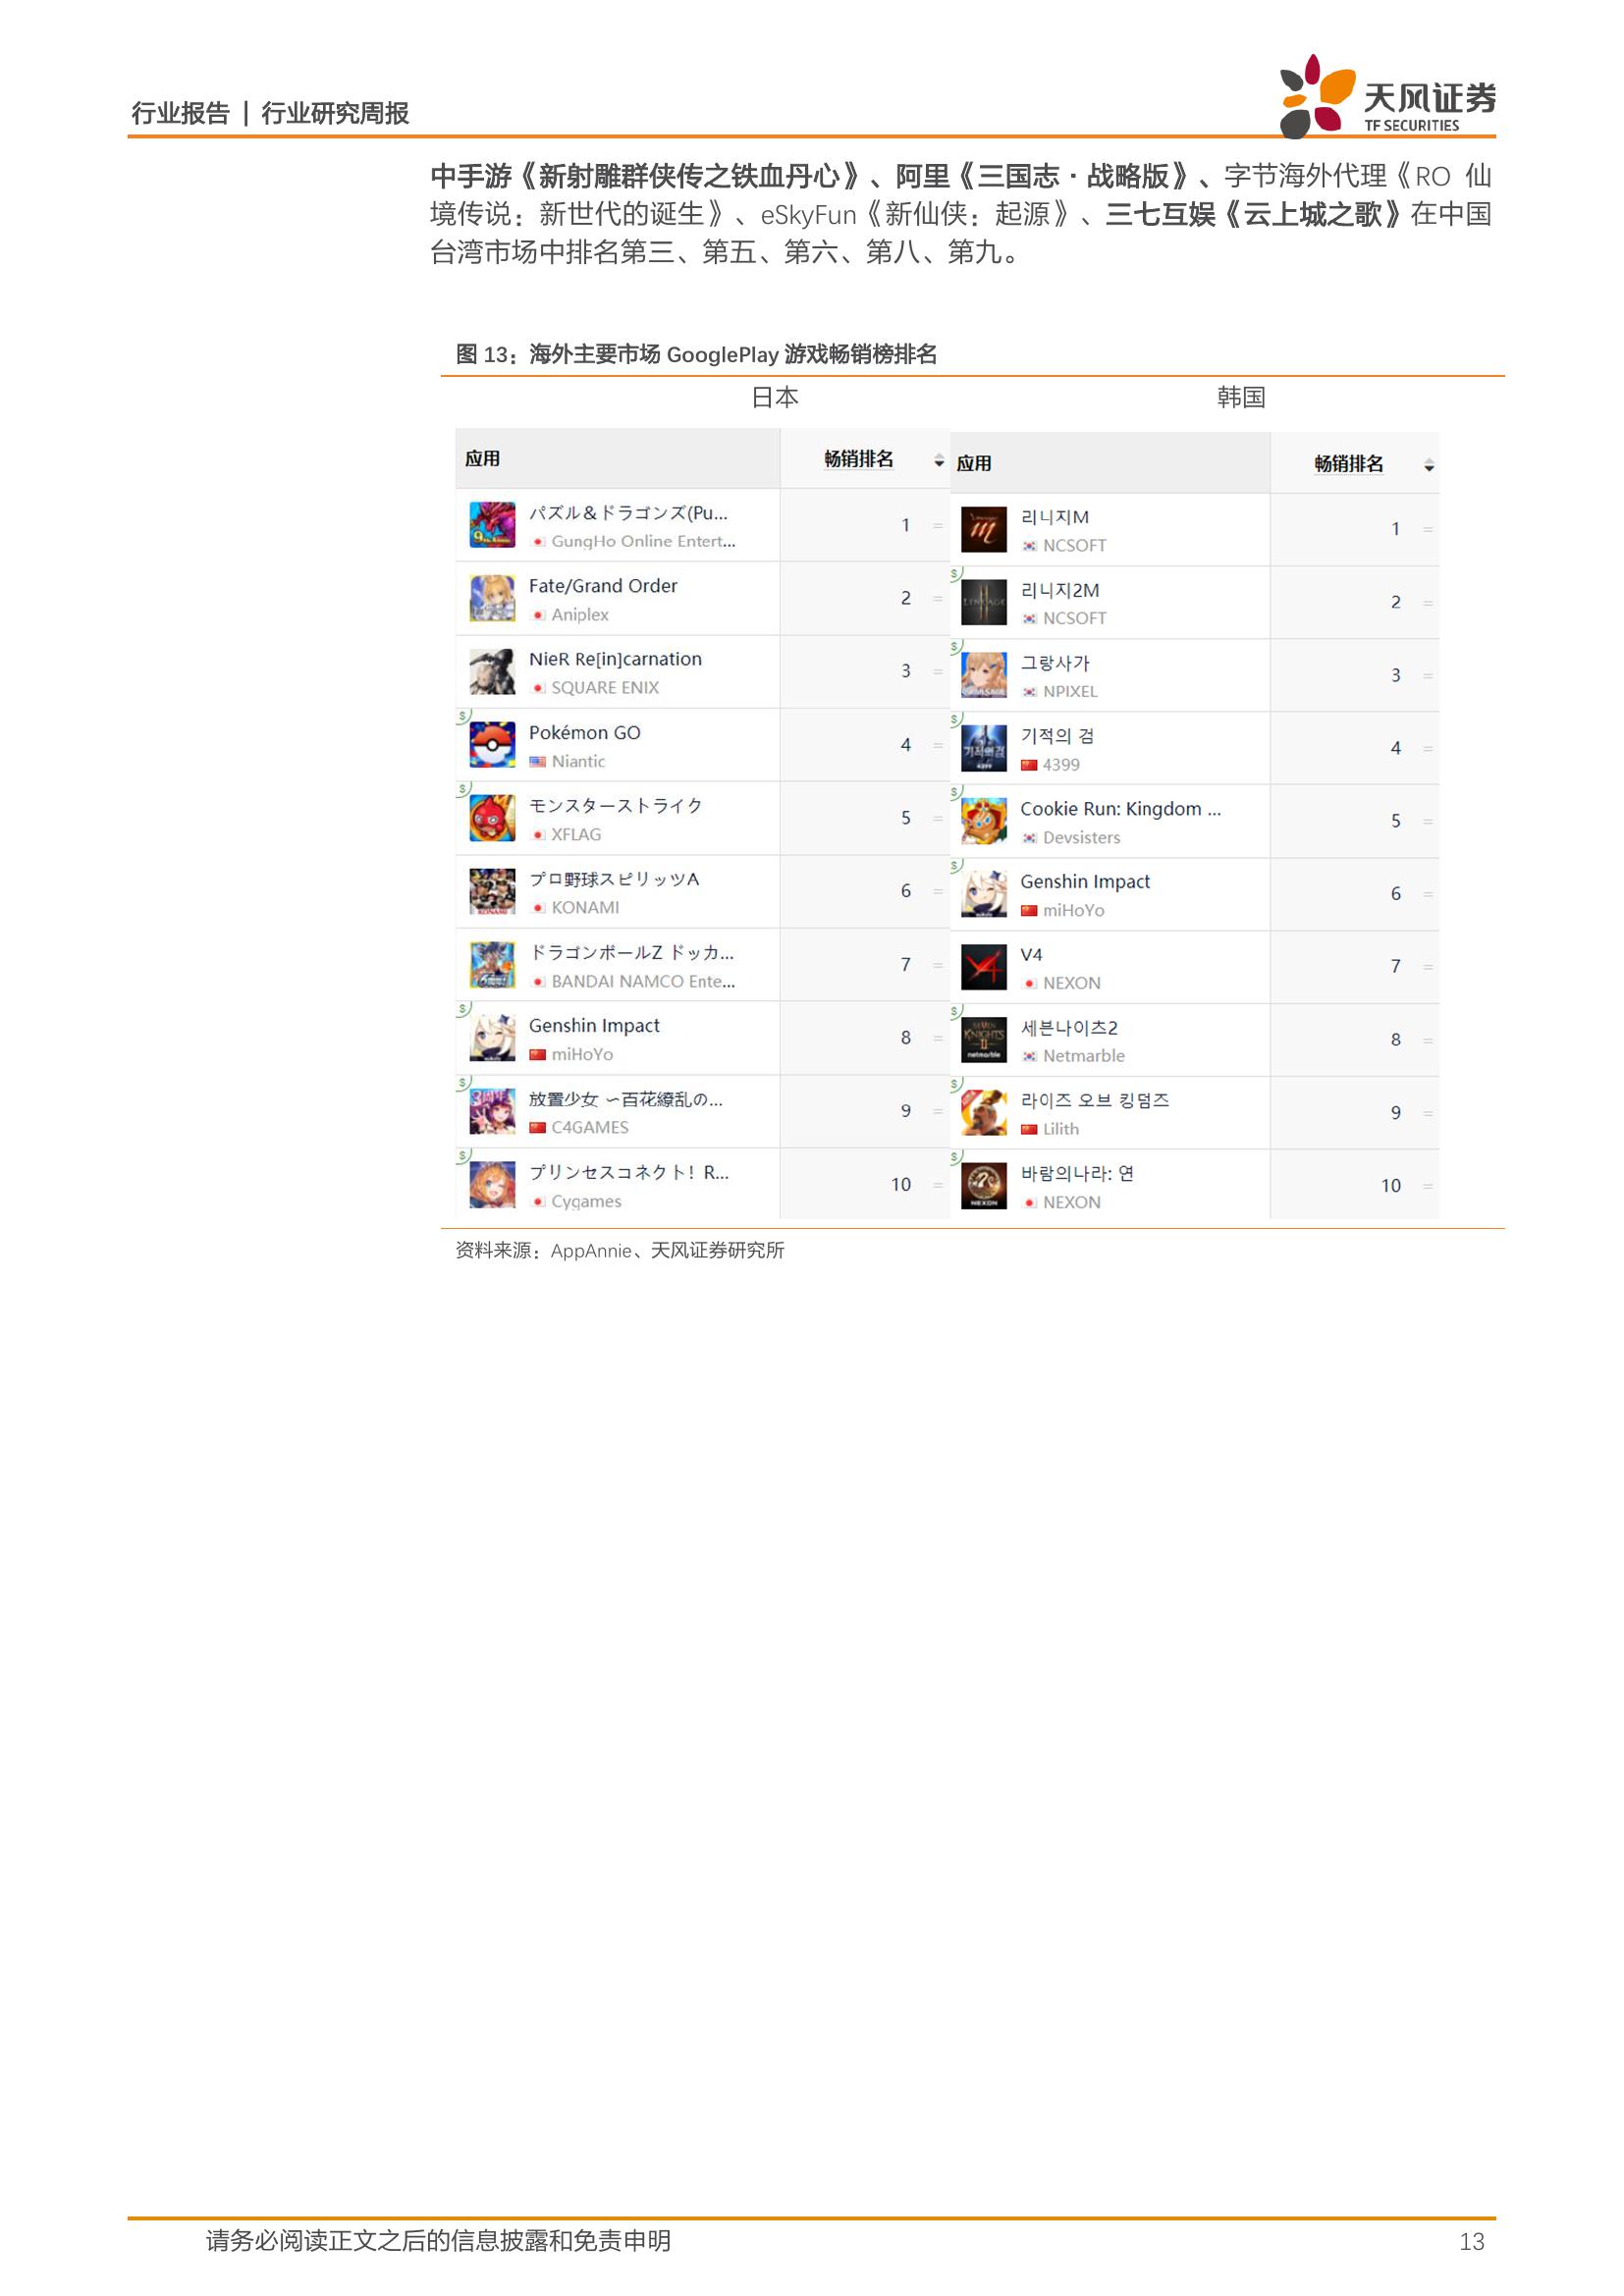 行业报告 | 行业研究周报
天风证券
TF SECURITIES
中手游《新射雕群侠传之铁血丹心》、阿里《三国志·战略版》、字节海外代理《RO 仙
境传说：新世代的诞生》、eSkyFun《新仙侠：起源》、三七互娱《云上城之歌》在中国
台湾市场中排名第三、第五、第六、第八、第九。
图 13：海外主要市场 GooglePlay 游戏畅销榜排名
日本
应用 畅销排名
パズル＆ドラゴンズ(Pu...
GungHo Online Entert...
1 =
Fate/Grand Order
Aniplex
2 =
NieR Re[in]carnation
SQUARE ENIX
3 =
Pokémon GO
Niantic
4 =
モンスターストライク
XFLAG
5 =
プロ野球スピリッツA
KONAMI
6 =
ドラゴンボールZ ドッカ...
BANDAI NAMCO Ente...
7 =
Genshin Impact
miHoYo
8 =
放置少女 ～百花繚乱の...
C4GAMES
9 =
プリンセスコネクト！R...
Cygames
10 =
韩国
应用 畅销排名
리니지M
NCSOFT
1 =
리니지2M
NCSOFT
2 =
그랑사가
NPIXEL
3 =
기적의 검
4399
4 =
Cookie Run: Kingdom ...
Devsisters
5 =
Genshin Impact
miHoYo
6 =
V4
NEXON
7 =
세븐나이츠2
Netmarble
8 =
라이즈 오브 킹덤즈
Lilith
9 =
바람의나라: 연
NEXON
10 =
资料来源：AppAnnie、天风证券研究所
请务必阅读正文之后的信息披露和免责申明
13